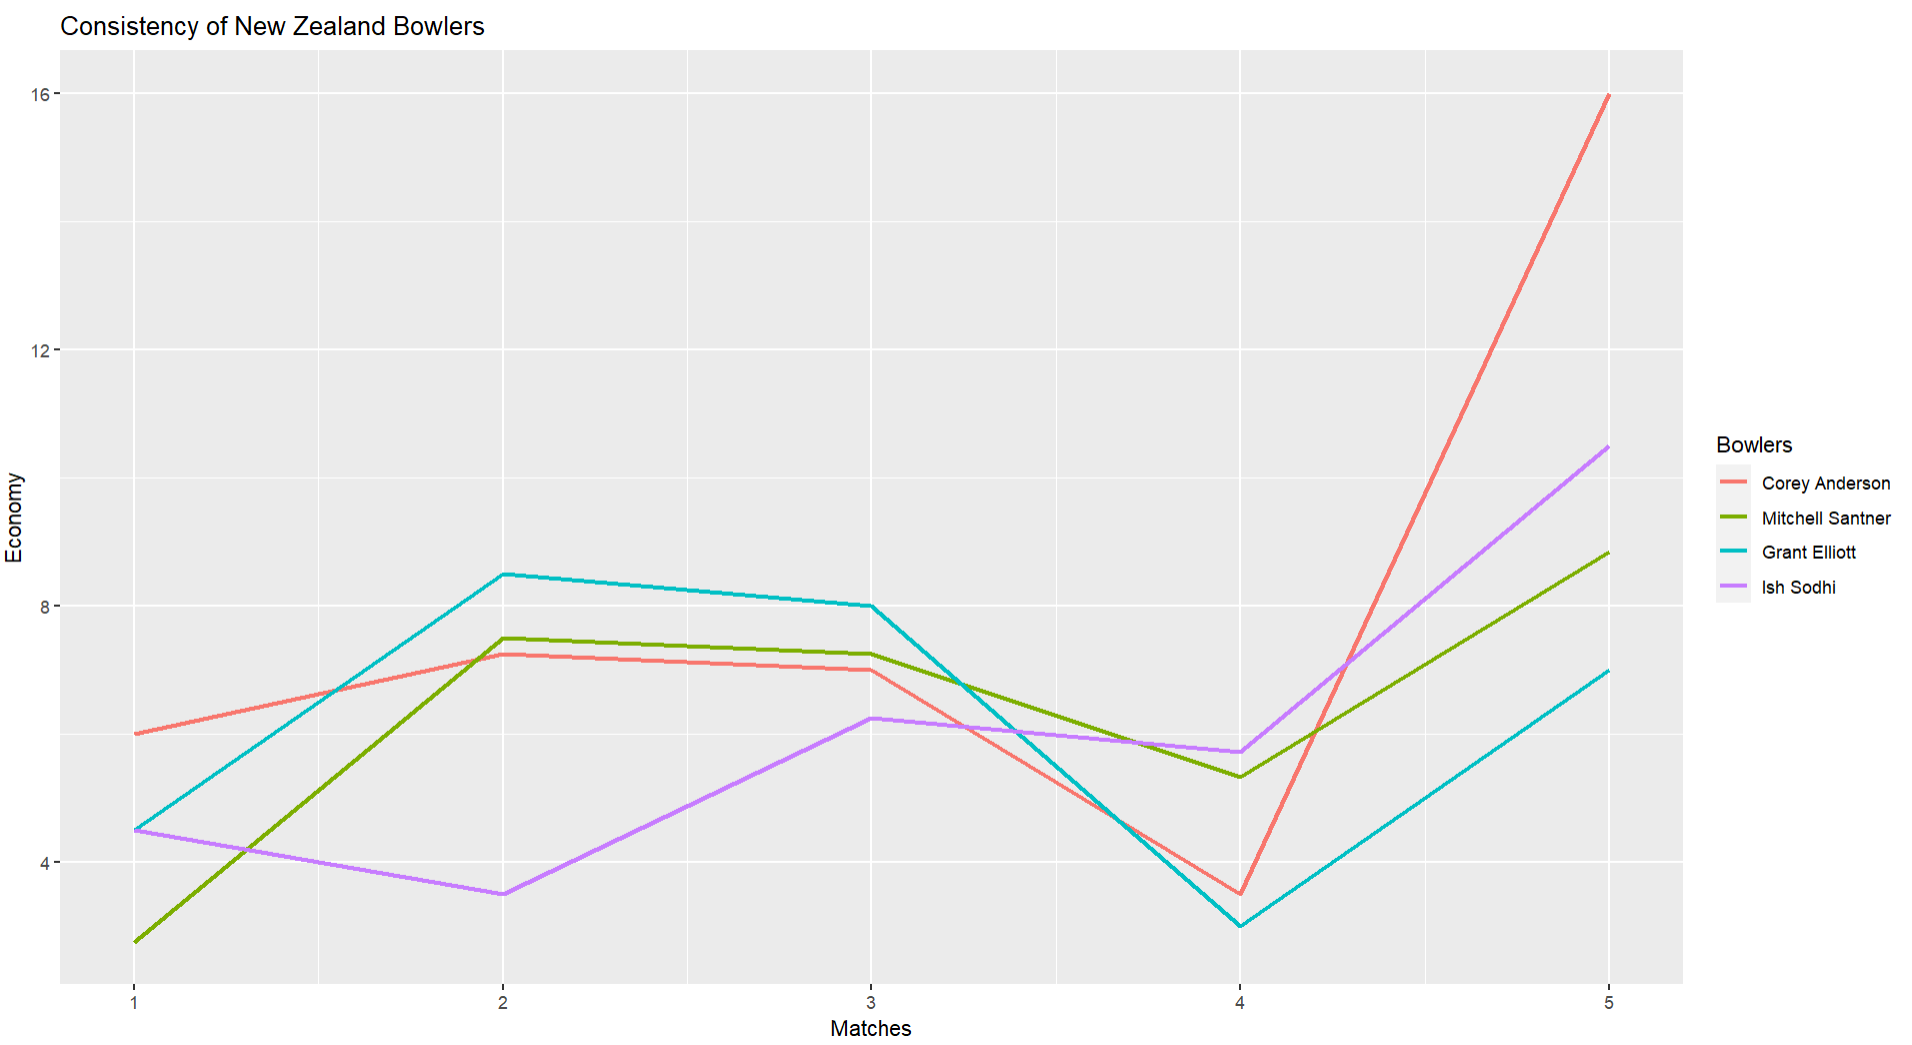 Consistency of New Zealand Bowlers
16
12
8
4
Economy
1 2 3 4 5
Matches
Bowlers
Corey Anderson
Mitchell Santner
Grant Elliott
Ish Sodhi